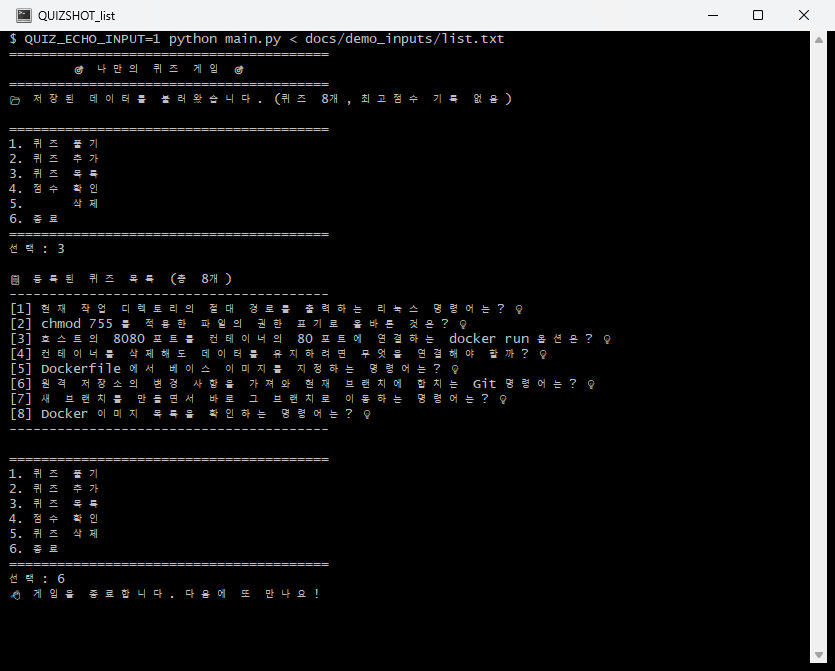 QUIZSHOT_list
$ QUIZ_ECHO_INPUT=1 python main.py < docs/demo_inputs/list.txt
========================================
🎯 나만의 퀴즈 게임 🎯
========================================
📂 저장된 데이터를 불러왔습니다. (퀴즈 8개, 최고점수 기록 없음)
========================================
1. 퀴즈 풀기
2. 퀴즈 추가
3. 퀴즈 목록
4. 점수 확인
5. 삭제
6. 종료
========================================
선택: 3
📋 등록된 퀴즈 목록 (총 8개)
----------------------------------------
[1] 현재 작업 디렉토리의 절대 경로를 출력하는 리눅스 명령어는? 💡
[2] chmod 755 를 적용한 파일의 권한 표기로 올바른 것은? 💡
[3] 호스트의 8080 포트를 컨테이너의 80 포트에 연결하는 docker run 옵션은? 💡
[4] 컨테이너를 삭제해도 데이터를 유지하려면 무엇을 연결해야 할까? 💡
[5] Dockerfile 에서 베이스 이미지를 지정하는 명령어는? 💡
[6] 원격 저장소의 변경 사항을 가져와 현재 브랜치에 합치는 Git 명령어는? 💡
[7] 새 브랜치를 만들면서 바로 그 브랜치로 이동하는 명령어는? 💡
[8] Docker 이미지 목록을 확인하는 명령어는? 💡
----------------------------------------
========================================
1. 퀴즈 풀기
2. 퀴즈 추가
3. 퀴즈 목록
4. 점수 확인
5. 퀴즈 삭제
6. 종료
========================================
선택: 6
👋 게임을 종료합니다. 다음에 또 만나요!